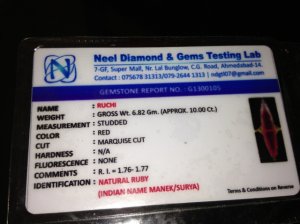 Neel Diamond & Gems Testing Lab
7-GF, Super Mall, Nr. Lal Bunglow, C.G. Road, Ahmedabad-14.
Contact : 075678 31313/079-2644 1313 |
GEMSTONE REPORT NO. - G1300105
NAME : RUCHI
WEIGHT : GROSS Wt. 6.82 Gm. (APPROX. 10.00 Ct.)
MEASUREMENT : STUDDED
COLOR : RED
CUT : MARQUISE CUT
HARDNESS : N/A
FLUORESCENCE : NONE
COMMENTS : R. I. = 1.76- 1.77
IDENTIFICATION : NATURAL RUBY
(INDIAN NAME MANEK/SURYA)
Terms & Conditions on Reverse